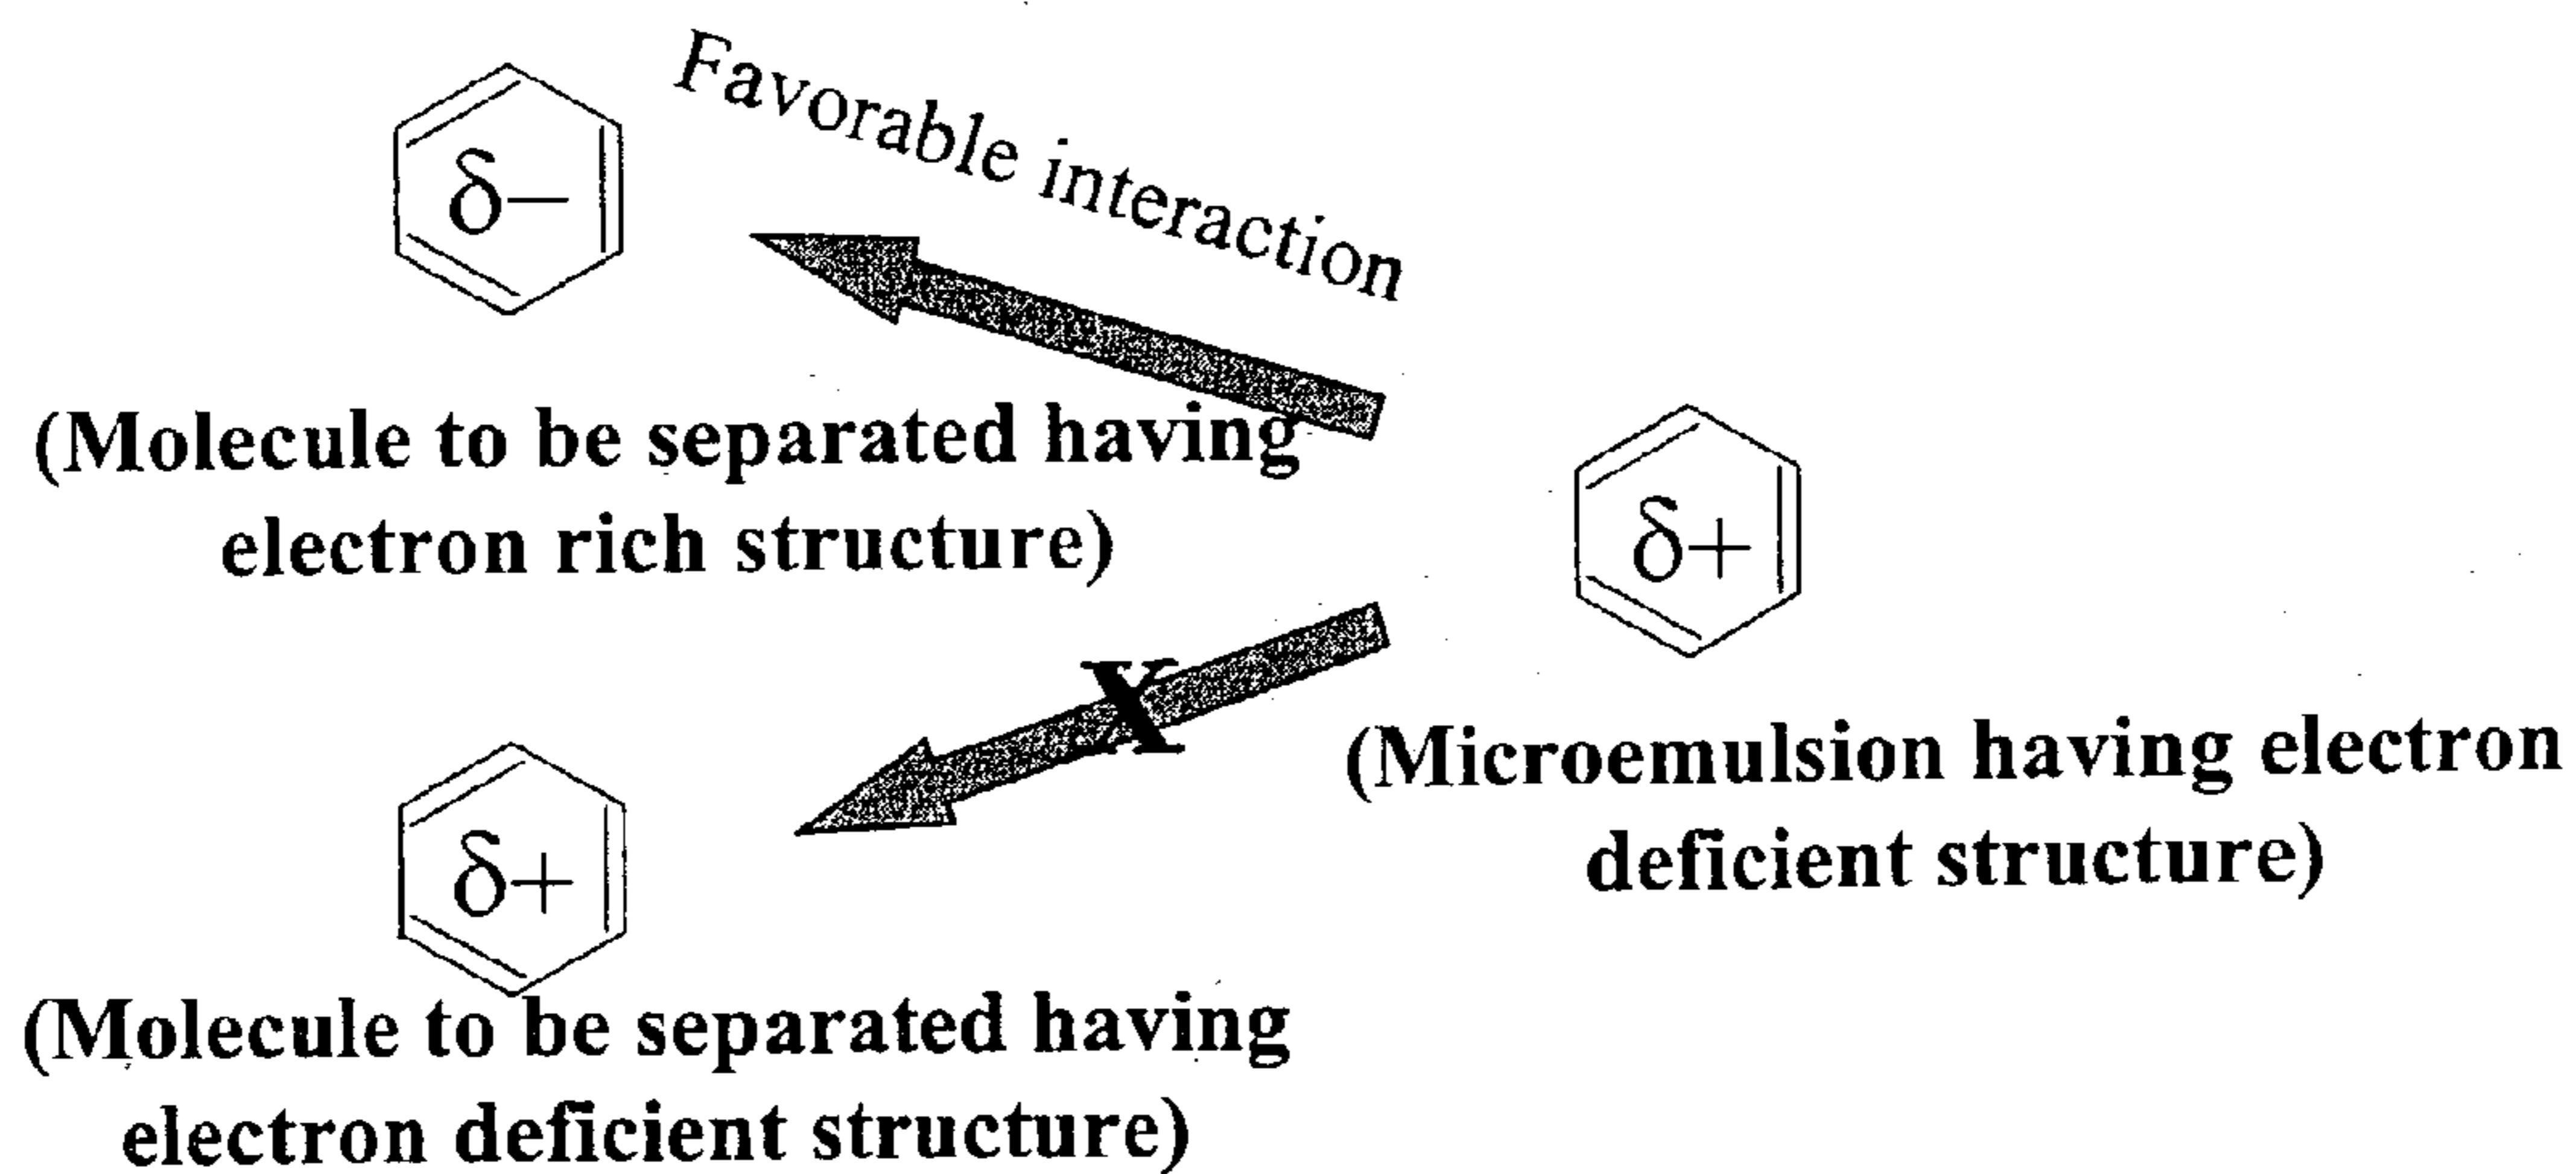 Favorable interaction
δ−
(Molecule to be separated having
electron rich structure)
δ+
X
(Microemulsion having electron
deficient structure)
δ+
(Molecule to be separated having
electron deficient structure)